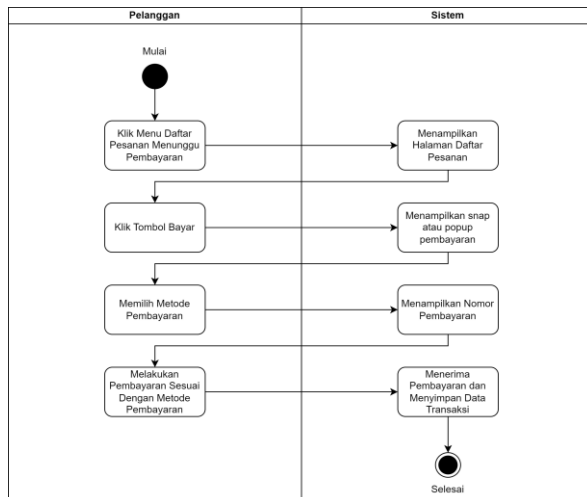 Pelanggan
Sistem
Mulai
Klik Menu Daftar
Pesanan Menunggu
Pembayaran
Menampilkan
Halaman Daftar
Pesanan
Klik Tombol Bayar
Menampilkan snap
atau popup
pembayaran
Memilih Metode
Pembayaran
Menampilkan Nomor
Pembayaran
Melakukan
Pembayaran Sesuai
Dengan Metode
Pembayaran
Menerima
Pembayaran dan
Menyimpan Data
Transaksi
Selesai